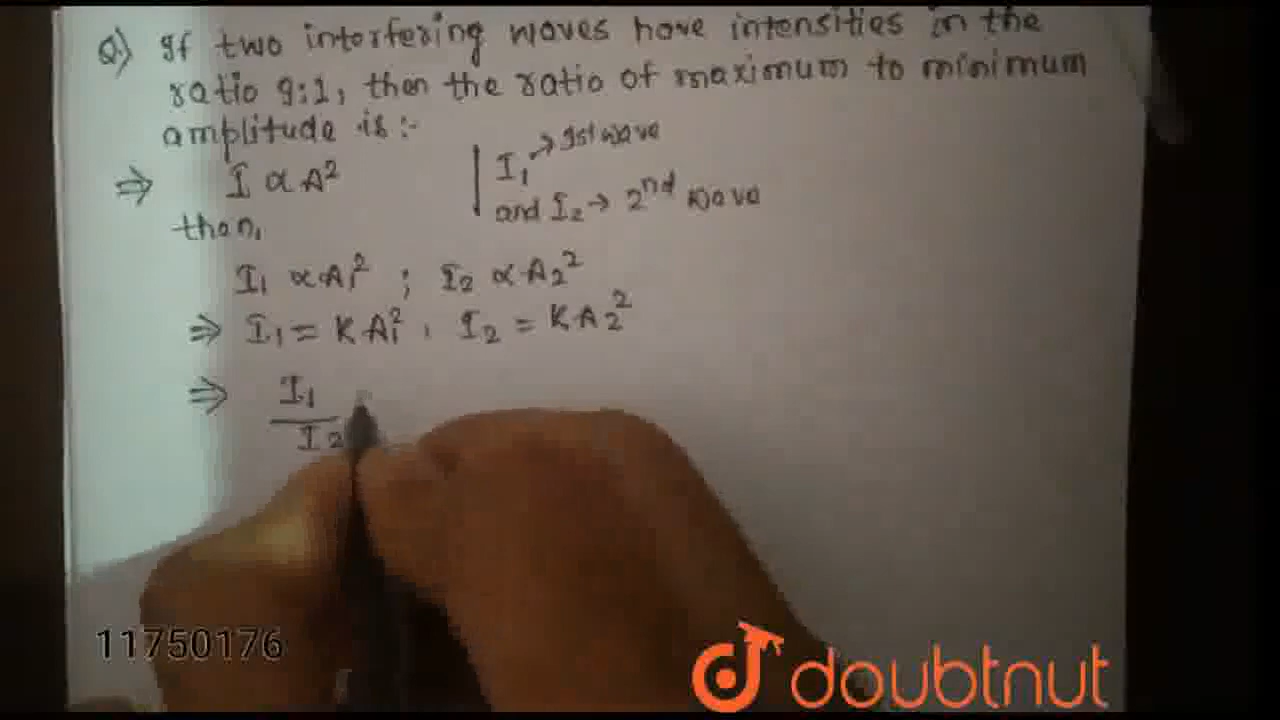 Q.) If two interfering waves have intensities in the
ratio 9:1, then the ratio of maximum to minimum
amplitude is :-
⇒ I ∝ A² | I₁ → 1st wave
then, and I₂ → 2nd wave
I₁ ∝ A₁² ; I₂ ∝ A₂²
⇒ I₁ = KA₁² , I₂ = KA₂²
⇒ I₁
I₂
11750176
doubtnut